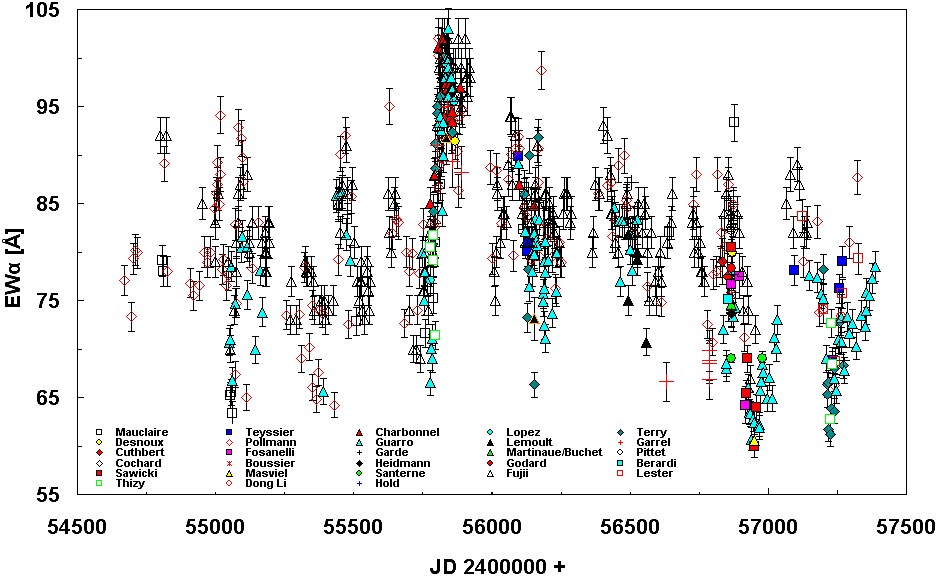 105
95
85
75
65
55
EWα [Å]
Mauclaire Teyssier Charbonnel Lopez Terry
Desnoux Pollmann Guarro Lemoult Garrel
Cuthbert Fosanelli Garde Martinaue/Buchet Pittet
Cochard Boussier Heidmann Godard Berardi
Sawicki Masviel Santerne Fujii Lester
Thizy Dong Li Hold
54500 55000 55500 56000 56500 57000 57500
JD 2400000 +